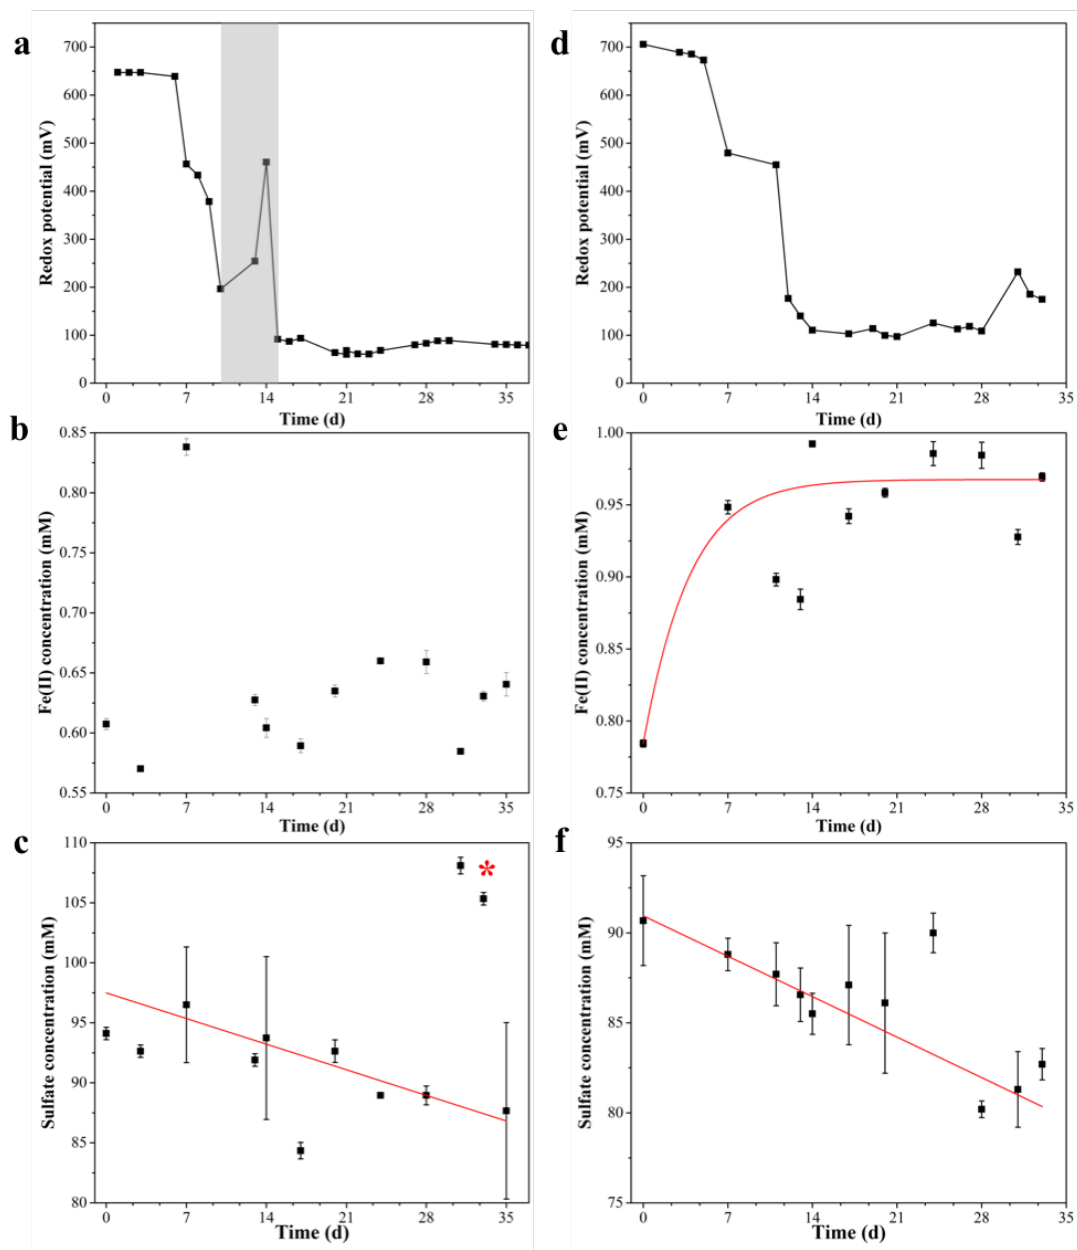 a
Redox potential (mV)
700
600
500
400
300
200
100
0
0 7 14 21 28 35
Time (d)
d
Redox potential (mV)
700
600
500
400
300
200
100
0
0 7 14 21 28 35
Time (d)
b
Fe(II) concentration (mM)
0.85
0.80
0.75
0.70
0.65
0.60
0.55
0 7 14 21 28 35
Time (d)
e
Fe(II) concentration (mM)
1.00
0.95
0.90
0.85
0.80
0.75
0 7 14 21 28 35
Time (d)
c
Sulfate concentration (mM)
110
105
100
95
90
85
80
*
0 7 14 21 28 35
Time (d)
f
Sulfate concentration (mM)
95
90
85
80
75
0 7 14 21 28 35
Time (d)